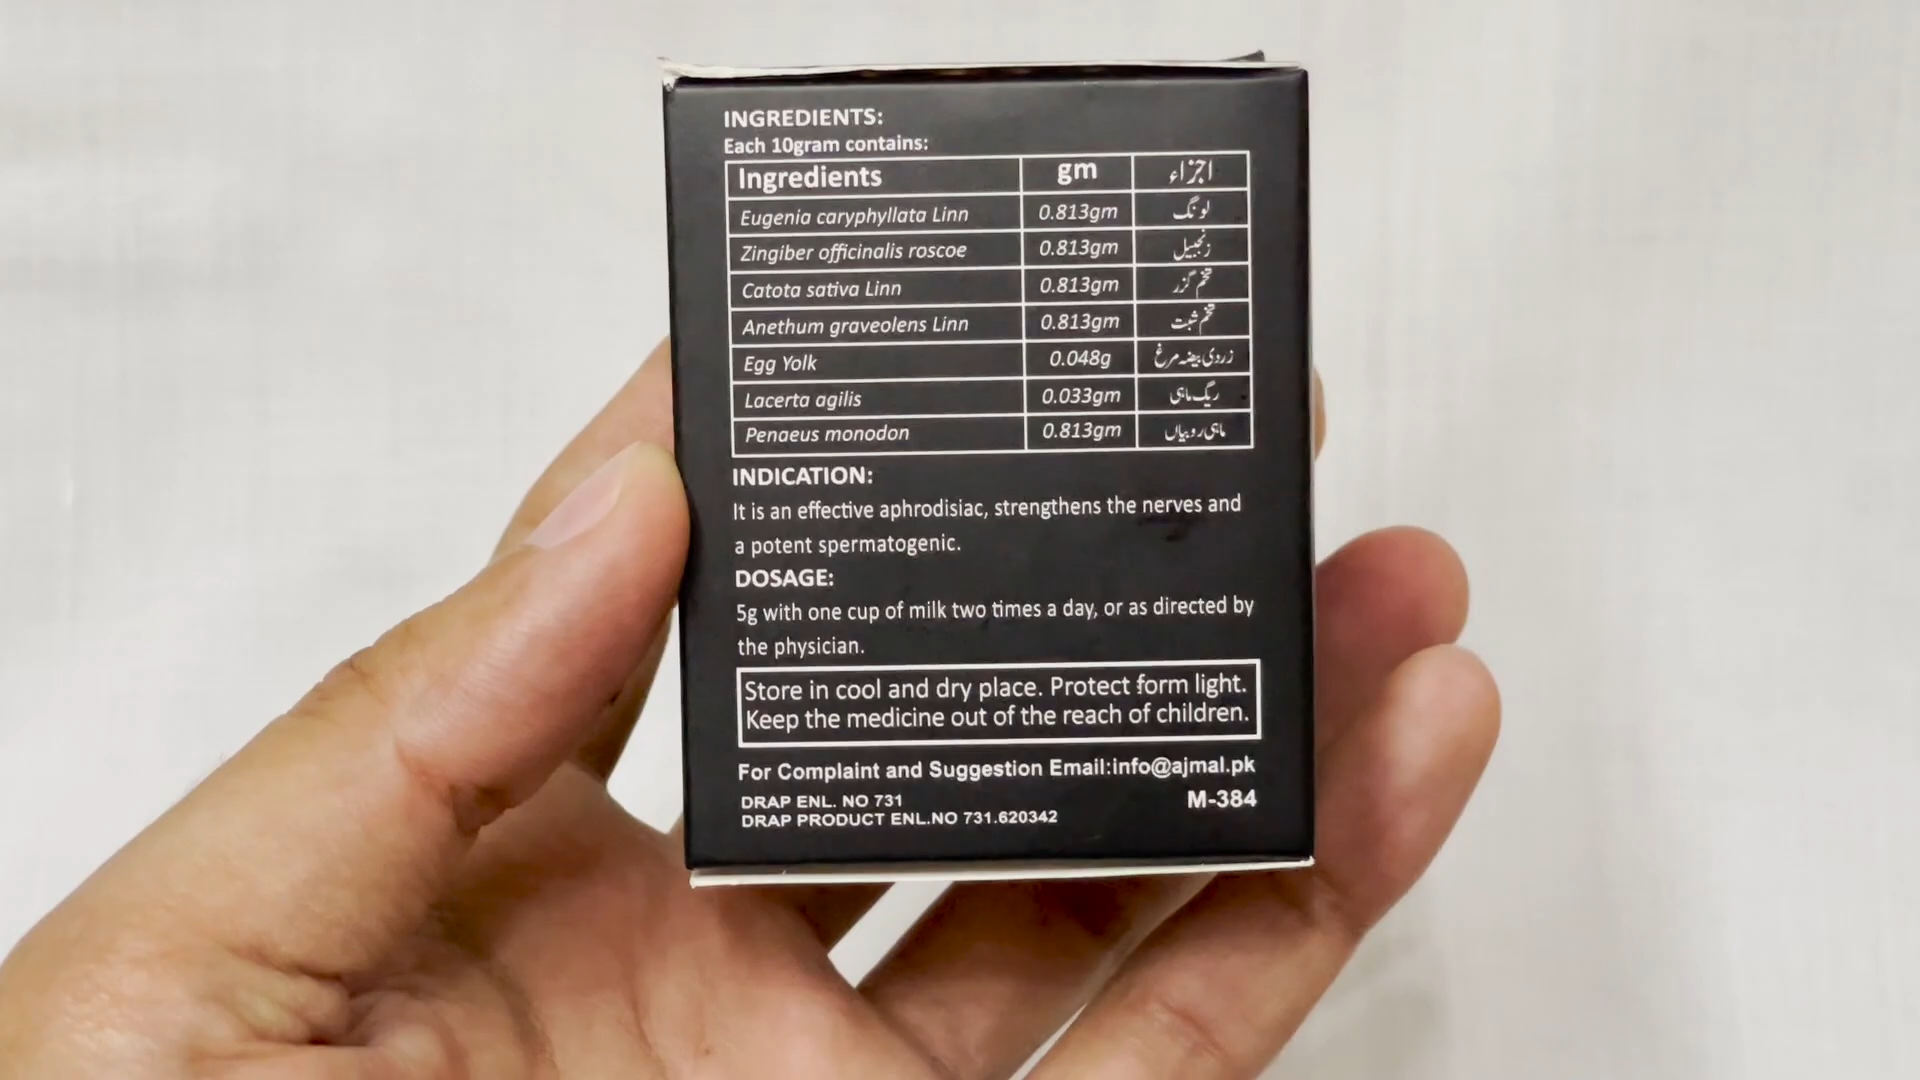 INGREDIENTS:
Each 10gram contains:
Ingredients gm اجزاء
Eugenia caryphyllata Linn 0.813gm لونگ
Zingiber officinalis roscoe 0.813gm زنجبیل
Catota sativa Linn 0.813gm تخم گزر
Anethum graveolens Linn 0.813gm تخم شبت
Egg Yolk 0.048g زردی بیضہ مرغ
Lacerta agilis 0.033gm ریگ ماہی
Penaeus monodon 0.813gm ماہی روبیاں
INDICATION:
It is an effective aphrodisiac, strengthens the nerves and
a potent spermatogenic.
DOSAGE:
5g with one cup of milk two times a day, or as directed by
the physician.
Store in cool and dry place. Protect form light.
Keep the medicine out of the reach of children.
For Complaint and Suggestion Email:info@ajmal.pk
DRAP ENL. NO 731 M-384
DRAP PRODUCT ENL.NO 731.620342